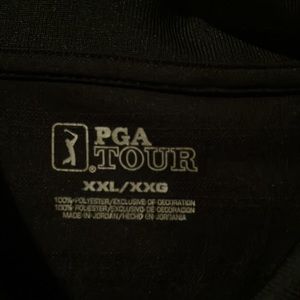 PGA
TOUR
XXL/XXG
100% POLYESTER/EXCLUSIVE OF DECORATION
100% POLIESTER/EXCLUSIVO DE DECORACION
MADE IN JORDAN/HECHO EN JORDANIA